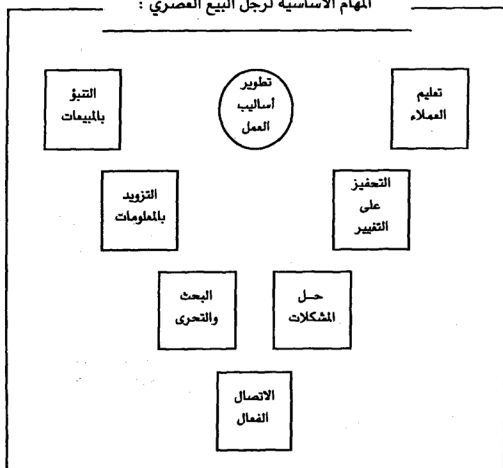 المهام الأساسية لرجل البيع العصري :
تعليم
العملاء
تطوير
أساليب
العمل
التنبؤ
بالمبيعات
التحفيز
على
التغيير
التزويد
بالمعلومات
حـل
المشكلات
البحث
والتحرى
الاتصال
الفعال